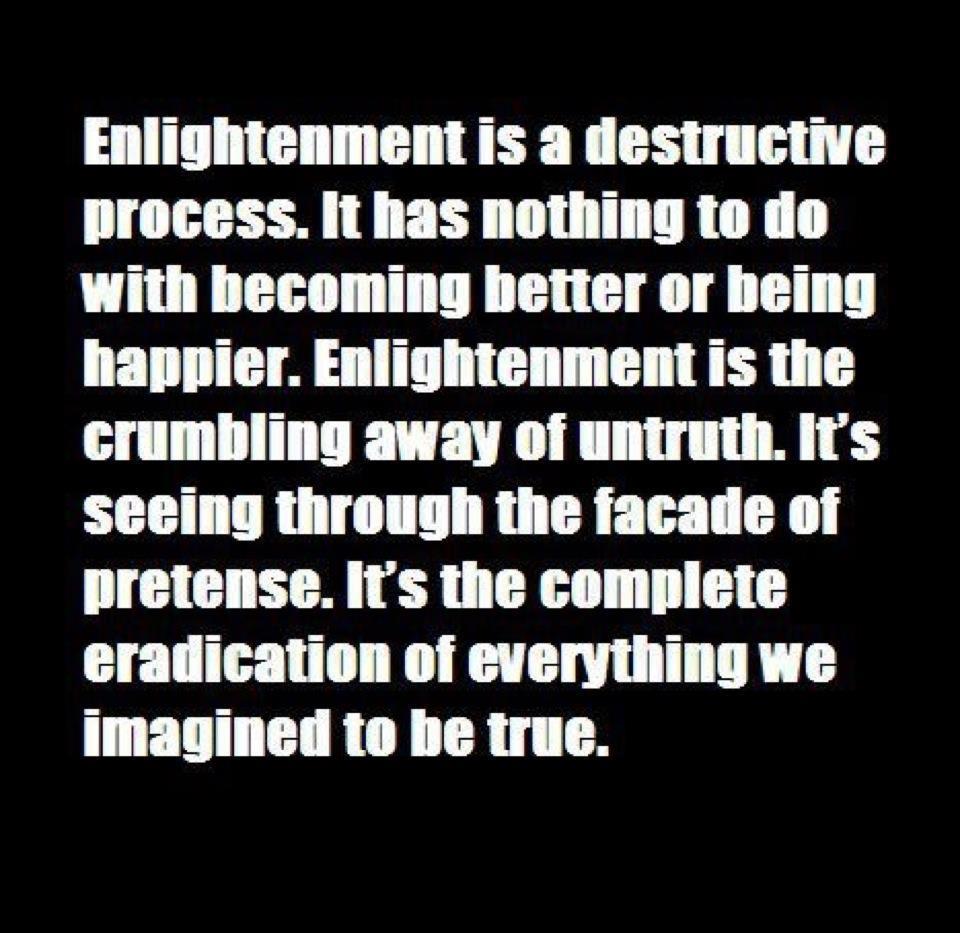 Enlightenment is a destructive
process. It has nothing to do
with becoming better or being
happier. Enlightenment is the
crumbling away of untruth. It’s
seeing through the facade of
pretense. It’s the complete
eradication of everything we
imagined to be true.